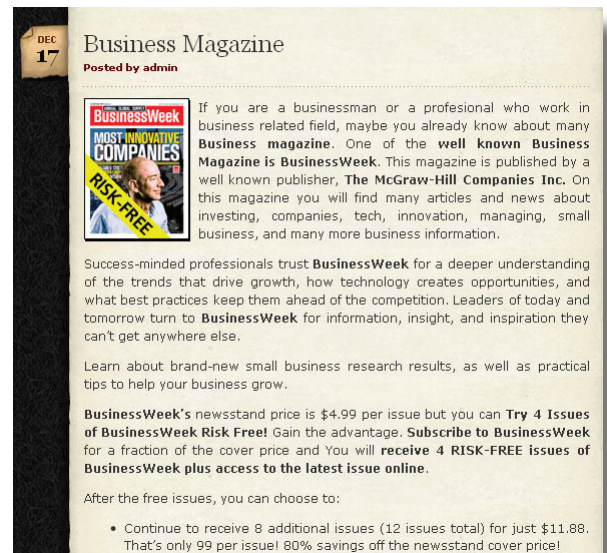 DEC
17
Business Magazine
Posted by admin
ANNUAL GLOBAL SURVEY
BusinessWeek
MOST INNOVATIVE
COMPANIES
RISK-FREE
If you are a businessman or a profesional who work in
business related field, maybe you already know about many
Business magazine. One of the well known Business
Magazine is BusinessWeek. This magazine is published by a
well known publisher, The McGraw-Hill Companies Inc. On
this magazine you will find many articles and news about
investing, companies, tech, innovation, managing, small
business, and many more business information.
Success-minded professionals trust BusinessWeek for a deeper understanding
of the trends that drive growth, how technology creates opportunities, and
what best practices keep them ahead of the competition. Leaders of today and
tomorrow turn to BusinessWeek for information, insight, and inspiration they
can't get anywhere else.
Learn about brand-new small business research results, as well as practical
tips to help your business grow.
BusinessWeek's newsstand price is $4.99 per issue but you can Try 4 Issues
of BusinessWeek Risk Free! Gain the advantage. Subscribe to BusinessWeek
for a fraction of the cover price and You will receive 4 RISK-FREE issues of
BusinessWeek plus access to the latest issue online.
After the free issues, you can choose to:
• Continue to receive 8 additional issues (12 issues total) for just $11.88.
That's only 99 per issue! 80% savings off the newsstand cover price!